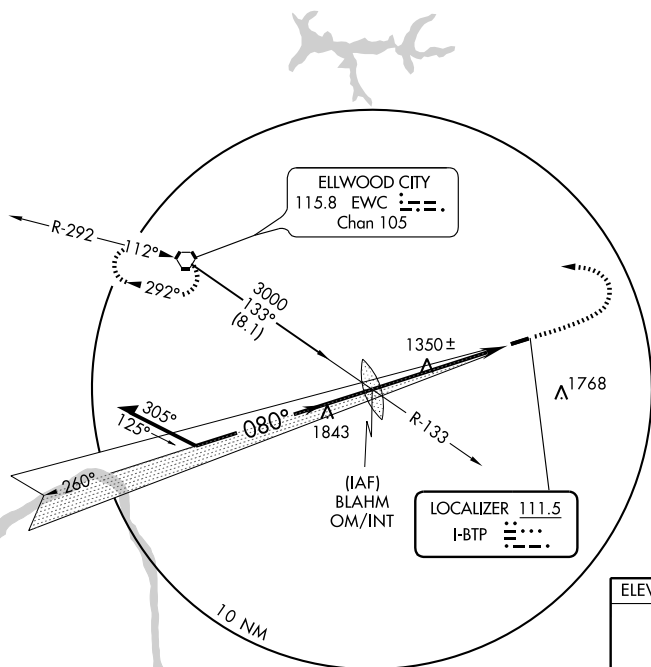 ELLWOOD CITY
115.8 EWC
Chan 105
R-292
112°
292°
3000
133°
(8.1)
1350±
1768
305°
125°
080°
1843
R-133
260°
(IAF)
BLAHM
OM/INT
LOCALIZER 111.5
I-BTP
10 NM
ELEV